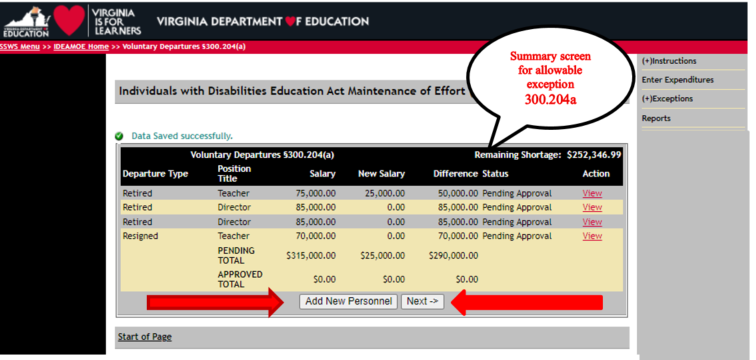 VIRGINIA
IS FOR
LEARNERS
VIRGINIA DEPARTMENT OF EDUCATION
EDUCATION
SSWS Menu >> IDEAMOE Home >> Voluntary Departures §300.204(a)
Summary screen
for allowable
exception
300.204a
(+)Instructions
Enter Expenditures
(+)Exceptions
Reports
Individuals with Disabilities Education Act Maintenance of Effort
Data Saved successfully.
Voluntary Departures §300.204(a) Remaining Shortage: $252,346.99
Departure Type Position Title Salary New Salary Difference Status Action
Retired Teacher 75,000.00 25,000.00 50,000.00 Pending Approval View
Retired Director 85,000.00 0.00 85,000.00 Pending Approval View
Retired Director 85,000.00 0.00 85,000.00 Pending Approval View
Resigned Teacher 70,000.00 0.00 70,000.00 Pending Approval View
PENDING TOTAL $315,000.00 $25,000.00 $290,000.00
APPROVED TOTAL $0.00 $0.00 $0.00
Add New Personnel Next ->
Start of Page